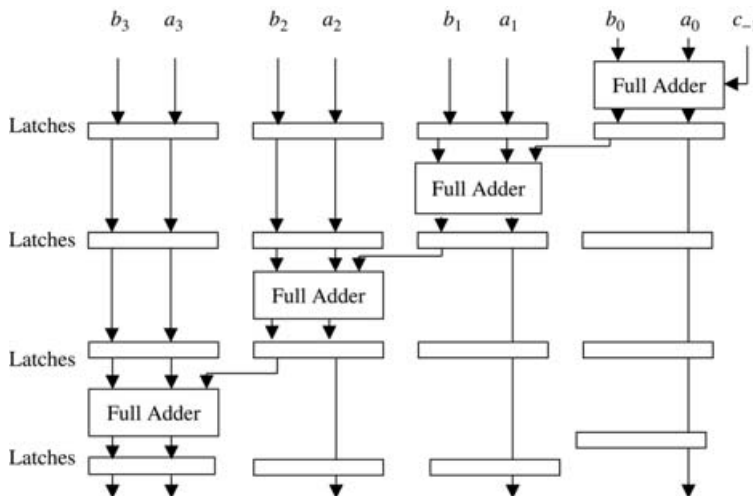 b₃ a₃ b₂ a₂ b₁ a₁ b₀ a₀ c₋
Full Adder
Latches
Full Adder
Latches
Full Adder
Latches
Full Adder
Latches